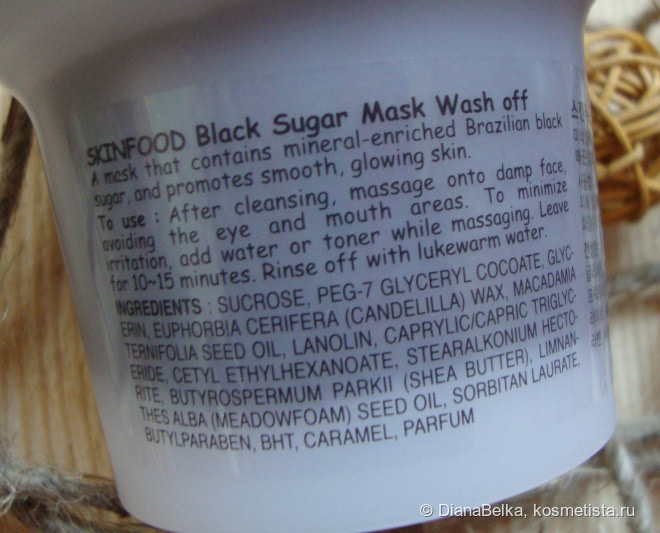 SKINFOOD Black Sugar Mask Wash off
A mask that contains mineral-enriched Brazilian black
sugar, and promotes smooth, glowing skin.
To use : After cleansing, massage onto damp face,
avoiding the eye and mouth areas. To minimize
irritation, add water or toner while massaging. Leave
for 10~15 minutes. Rinse off with lukewarm water.
INGREDIENTS : SUCROSE, PEG-7 GLYCERYL COCOATE, GLYC-
ERIN, EUPHORBIA CERIFERA (CANDELILLA) WAX, MACADAMIA
TERNIFOLIA SEED OIL, LANOLIN, CAPRYLIC/CAPRIC TRIGLYC-
ERIDE, CETYL ETHYLHEXANOATE, STEARALKONIUM HECTO-
RITE, BUTYROSPERMUM PARKII (SHEA BUTTER), LIMNAN-
THES ALBA (MEADOWFOAM) SEED OIL, SORBITAN LAURATE,
BUTYLPARABEN, BHT, CARAMEL, PARFUM
© DianaBelka, kosmetista.ru